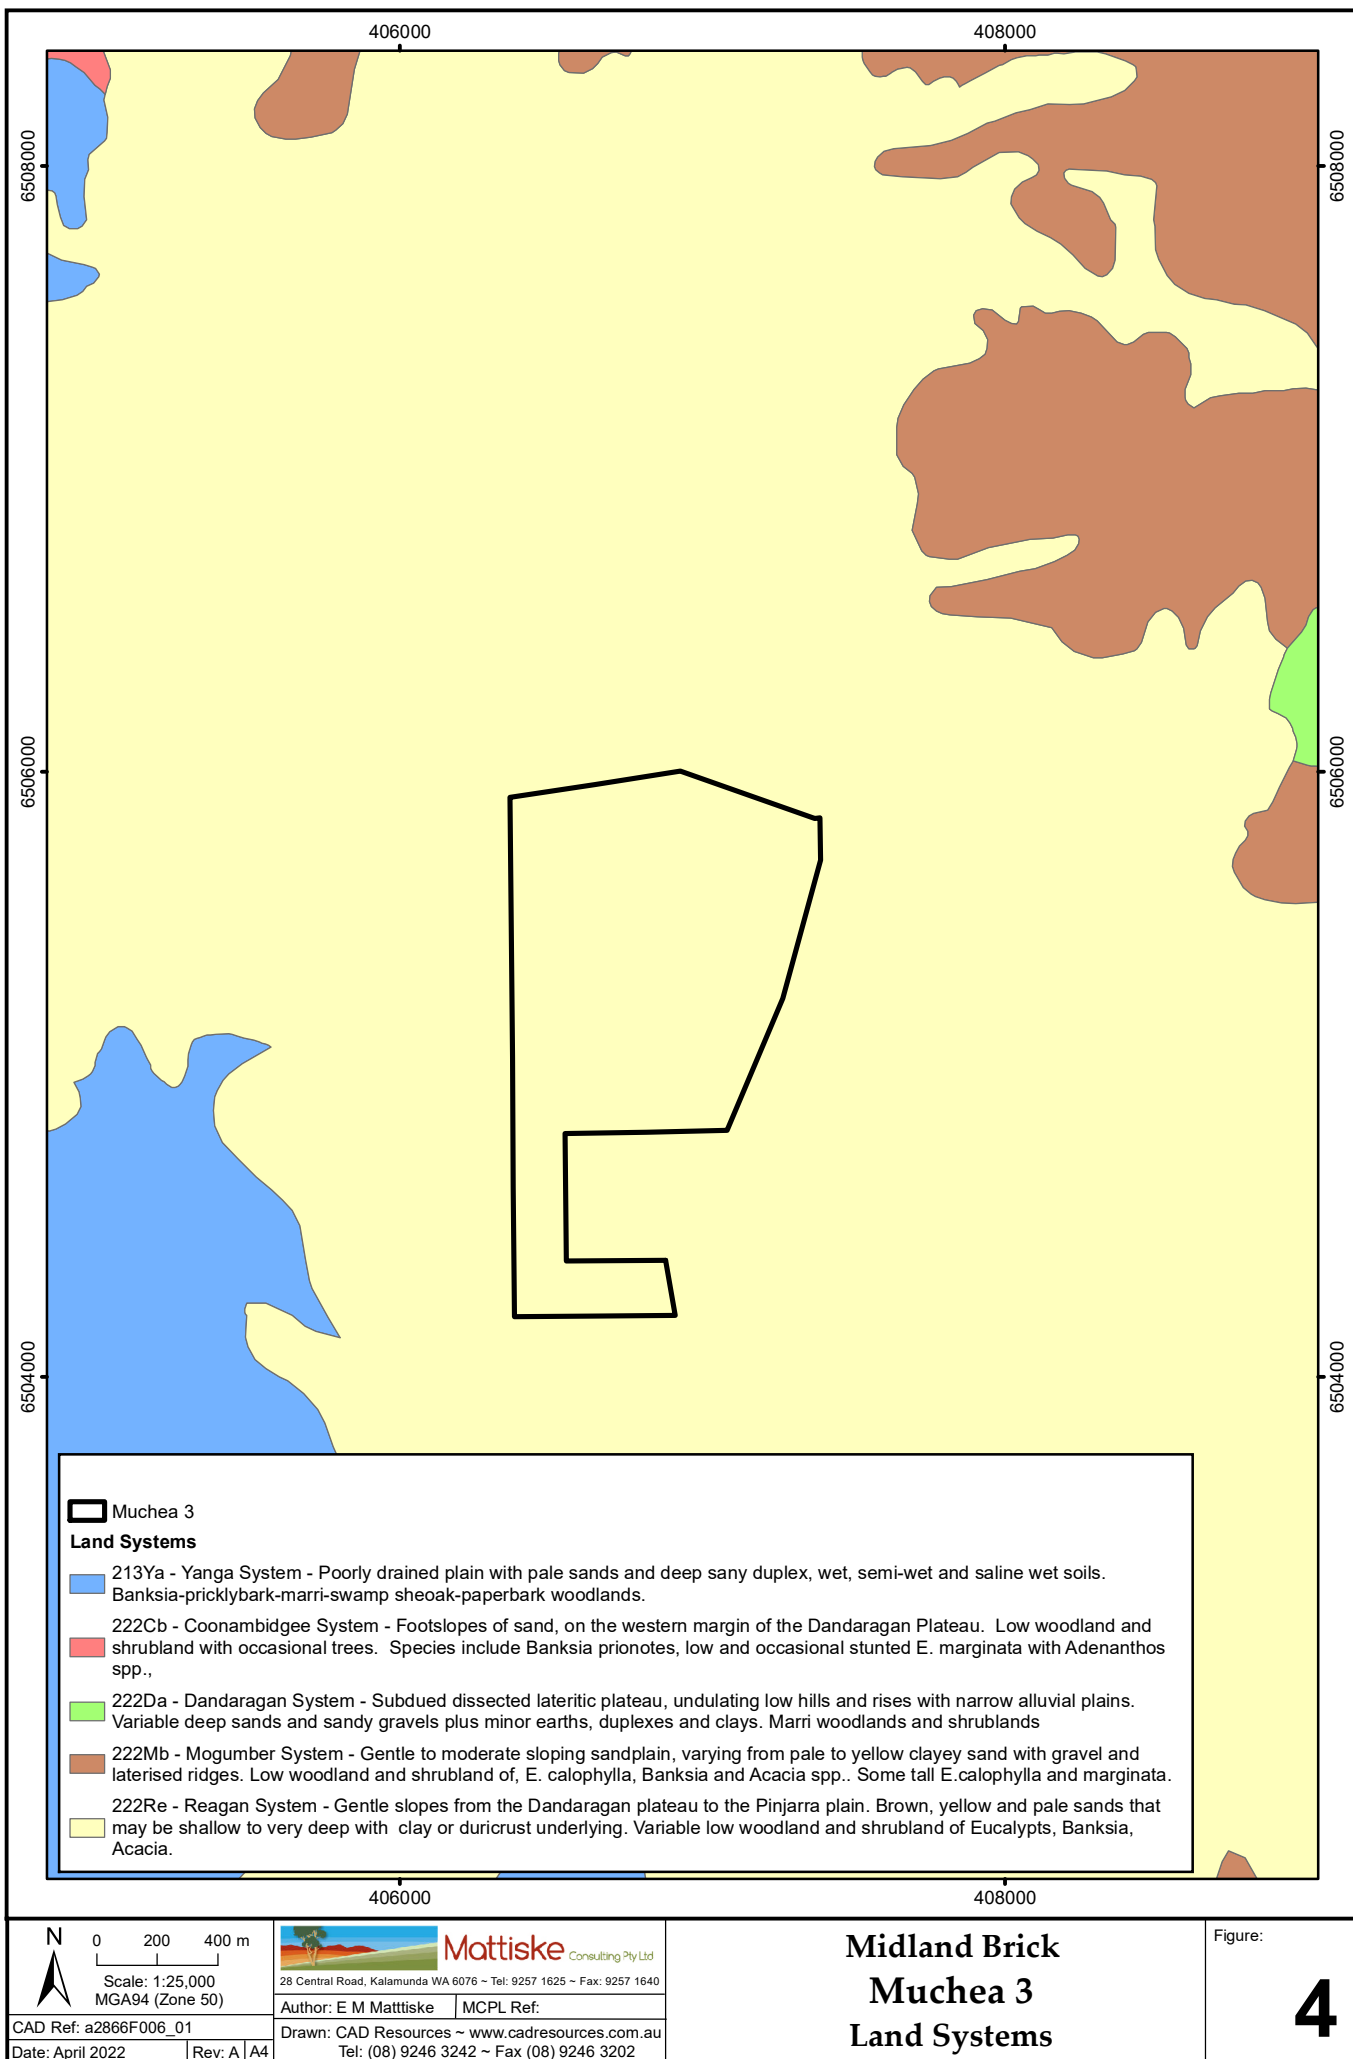 406000
408000
6508000
6508000
6506000
6506000
6504000
6504000
Muchea 3
Land Systems
213Ya - Yanga System - Poorly drained plain with pale sands and deep sany duplex, wet, semi-wet and saline wet soils.
Banksia-pricklybark-marri-swamp sheoak-paperbark woodlands.
222Cb - Coonambidgee System - Footslopes of sand, on the western margin of the Dandaragan Plateau. Low woodland and
shrubland with occasional trees. Species include Banksia prionotes, low and occasional stunted E. marginata with Adenanthos
spp.,
222Da - Dandaragan System - Subdued dissected lateritic plateau, undulating low hills and rises with narrow alluvial plains.
Variable deep sands and sandy gravels plus minor earths, duplexes and clays. Marri woodlands and shrublands
222Mb - Mogumber System - Gentle to moderate sloping sandplain, varying from pale to yellow clayey sand with gravel and
laterised ridges. Low woodland and shrubland of, E. calophylla, Banksia and Acacia spp.. Some tall E.calophylla and marginata.
222Re - Reagan System - Gentle slopes from the Dandaragan plateau to the Pinjarra plain. Brown, yellow and pale sands that
may be shallow to very deep with clay or duricrust underlying. Variable low woodland and shrubland of Eucalypts, Banksia,
Acacia.
406000
408000
N
0 200 400 m
Scale: 1:25,000
MGA94 (Zone 50)
CAD Ref: a2866F006_01
Date: April 2022 Rev: A A4
Mattiske Consulting Pty Ltd
28 Central Road, Kalamunda WA 6076 ~ Tel: 9257 1625 ~ Fax: 9257 1640
Author: E M Matttiske MCPL Ref:
Drawn: CAD Resources ~ www.cadresources.com.au
Tel: (08) 9246 3242 ~ Fax (08) 9246 3202
Midland Brick
Muchea 3
Land Systems
Figure:
4